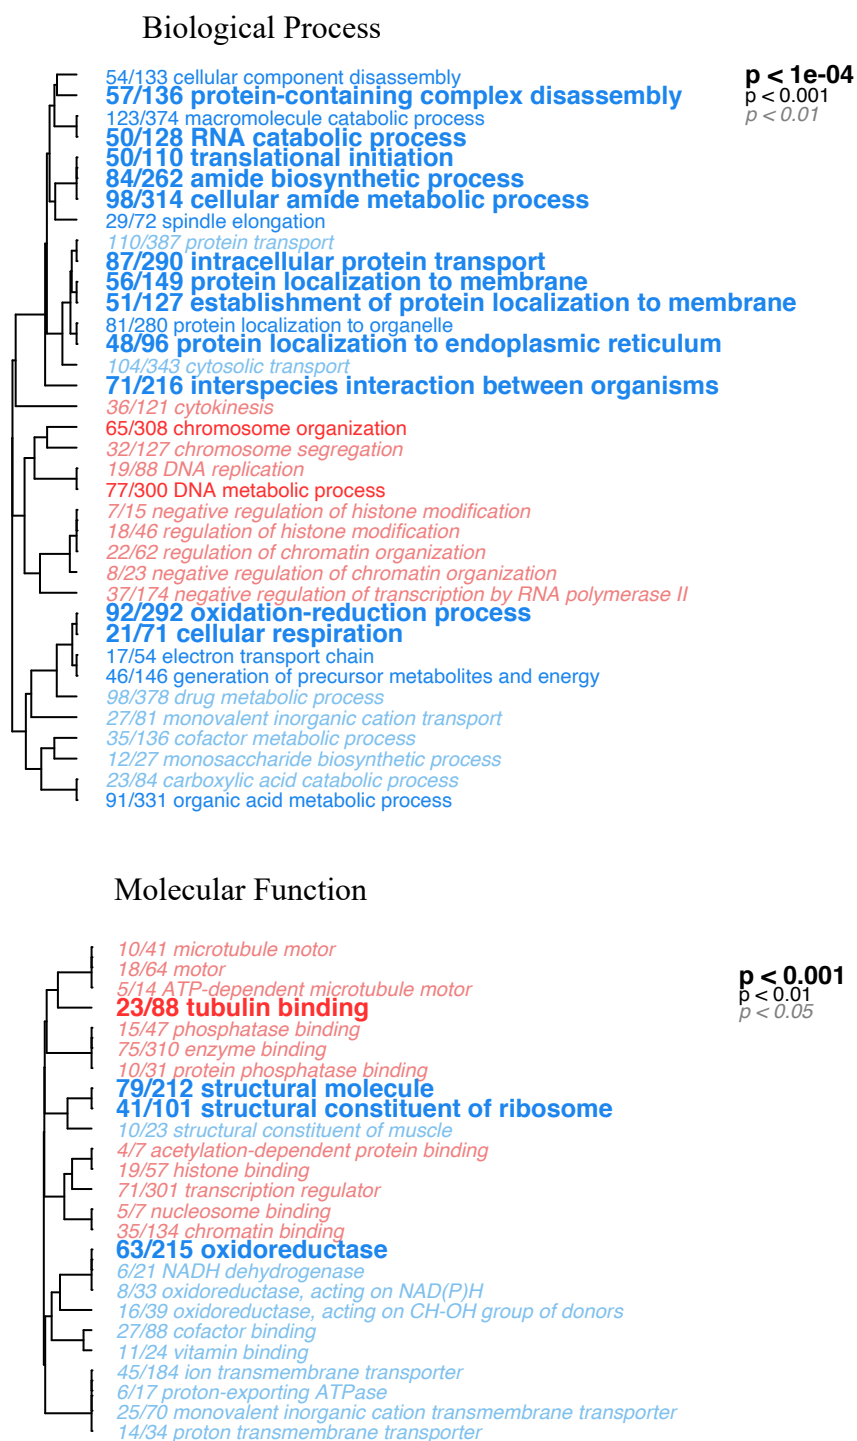 Biological Process
54/133 cellular component disassembly
57/136 protein-containing complex disassembly
123/374 macromolecule catabolic process
50/128 RNA catabolic process
50/110 translational initiation
84/262 amide biosynthetic process
98/314 cellular amide metabolic process
29/72 spindle elongation
110/387 protein transport
87/290 intracellular protein transport
56/149 protein localization to membrane
51/127 establishment of protein localization to membrane
81/280 protein localization to organelle
48/96 protein localization to endoplasmic reticulum
104/343 cytosolic transport
71/216 interspecies interaction between organisms
36/121 cytokinesis
65/308 chromosome organization
32/127 chromosome segregation
19/88 DNA replication
77/300 DNA metabolic process
7/15 negative regulation of histone modification
18/46 regulation of histone modification
22/62 regulation of chromatin organization
8/23 negative regulation of chromatin organization
37/174 negative regulation of transcription by RNA polymerase II
92/292 oxidation-reduction process
21/71 cellular respiration
17/54 electron transport chain
46/146 generation of precursor metabolites and energy
98/378 drug metabolic process
27/81 monovalent inorganic cation transport
35/136 cofactor metabolic process
12/27 monosaccharide biosynthetic process
23/84 carboxylic acid catabolic process
91/331 organic acid metabolic process
p < 1e-04
p < 0.001
p < 0.01
Molecular Function
10/41 microtubule motor
18/64 motor
5/14 ATP-dependent microtubule motor
23/88 tubulin binding
15/47 phosphatase binding
75/310 enzyme binding
10/31 protein phosphatase binding
79/212 structural molecule
41/101 structural constituent of ribosome
10/23 structural constituent of muscle
4/7 acetylation-dependent protein binding
19/57 histone binding
71/301 transcription regulator
5/7 nucleosome binding
35/134 chromatin binding
63/215 oxidoreductase
6/21 NADH dehydrogenase
8/33 oxidoreductase, acting on NAD(P)H
16/39 oxidoreductase, acting on CH-OH group of donors
27/88 cofactor binding
11/24 vitamin binding
45/184 ion transmembrane transporter
6/17 proton-exporting ATPase
25/70 monovalent inorganic cation transmembrane transporter
14/34 proton transmembrane transporter
p < 0.001
p < 0.01
p < 0.05